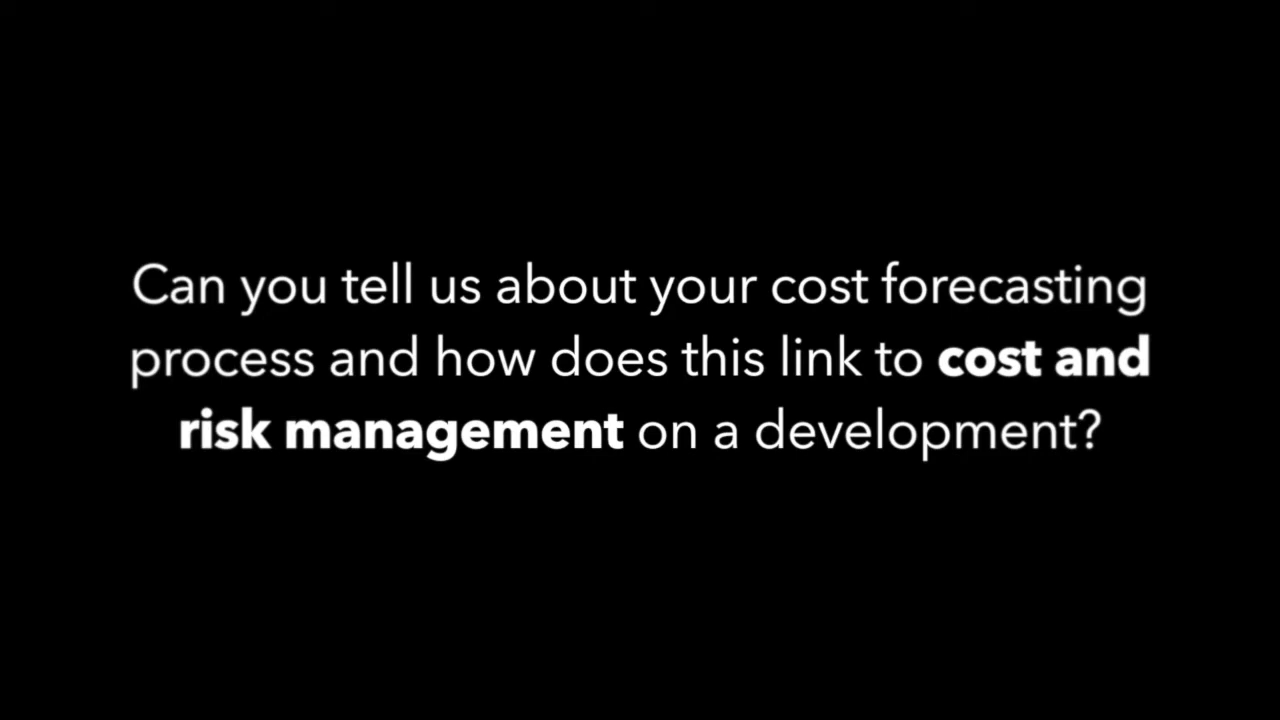 Can you tell us about your cost forecasting
process and how does this link to cost and
risk management on a development?